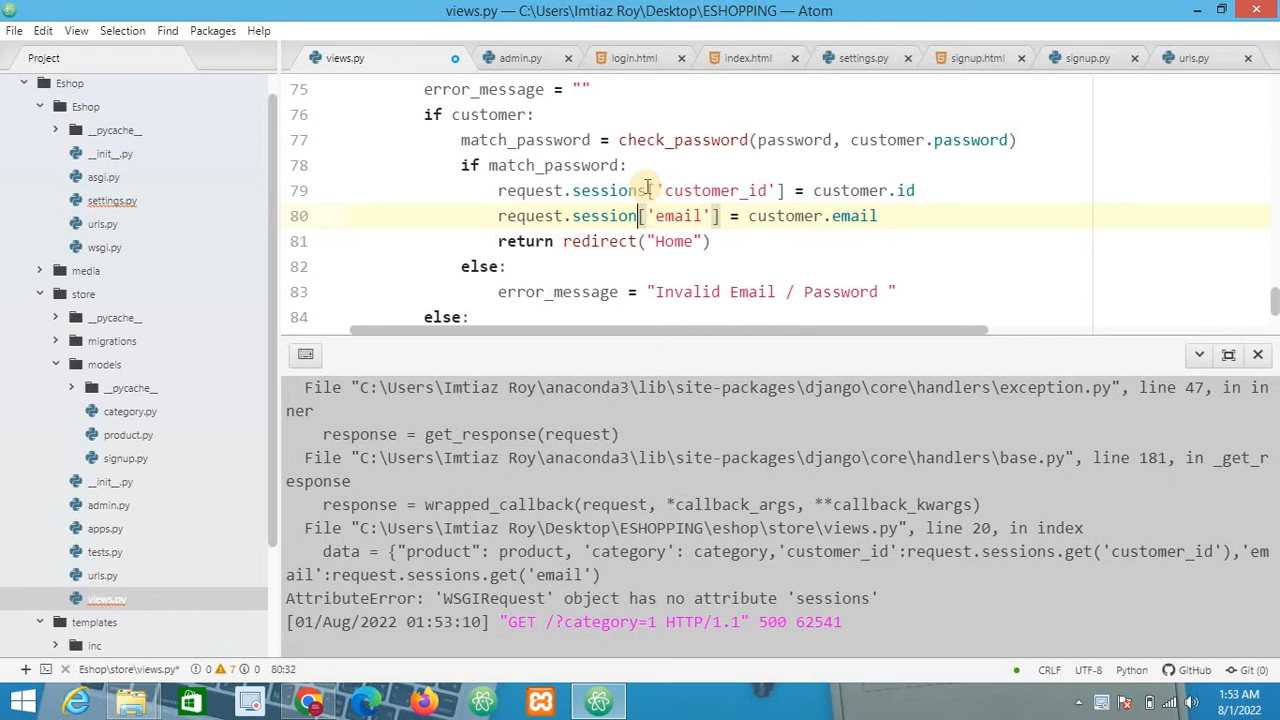 views.py — C:\Users\Imtiaz Roy\Desktop\ESHOPPING — Atom
File Edit View Selection Find Packages Help
Project
views.py admin.py login.html index.html settings.py signup.html signup.py urls.py
Eshop
Eshop
__pycache__
__init__.py
asgi.py
settings.py
urls.py
wsgi.py
media
store
__pycache__
migrations
models
__pycache__
category.py
product.py
signup.py
__init__.py
admin.py
apps.py
tests.py
urls.py
views.py
templates
inc
75 error_message = ""
76 if customer:
77 match_password = check_password(password, customer.password)
78 if match_password:
79 request.sessions['customer_id'] = customer.id
80 request.session['email'] = customer.email
81 return redirect("Home")
82 else:
83 error_message = "Invalid Email / Password "
84 else:
File "C:\Users\Imtiaz Roy\anaconda3\lib\site-packages\django\core\handlers\exception.py", line 47, in in
ner
response = get_response(request)
File "C:\Users\Imtiaz Roy\anaconda3\lib\site-packages\django\core\handlers\base.py", line 181, in _get_r
esponse
response = wrapped_callback(request, *callback_args, **callback_kwargs)
File "C:\Users\Imtiaz Roy\Desktop\ESHOPPING\eshop\store\views.py", line 20, in index
data = {"product": product, 'category': category,'customer_id':request.sessions.get('customer_id'),'em
ail':request.sessions.get('email')
AttributeError: 'WSGIRequest' object has no attribute 'sessions'
[01/Aug/2022 01:53:10] "GET /?category=1 HTTP/1.1" 500 62541
Eshop\store\views.py* 0 7 0 80:32 CRLF UTF-8 Python GitHub Git (0)
1:53 AM
8/1/2022